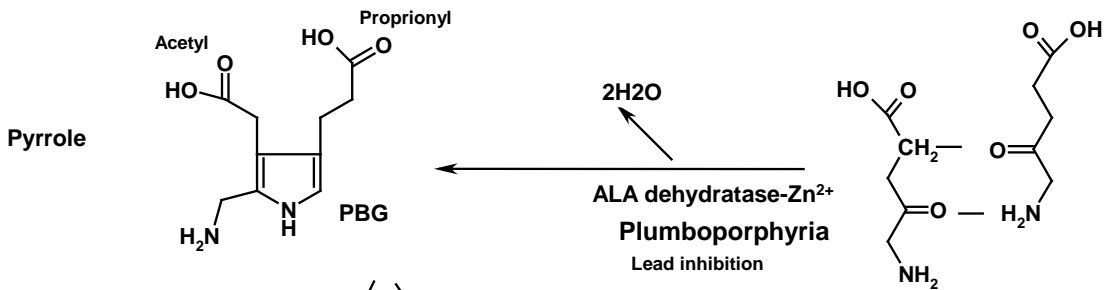 Proprionyl
Acetyl
HO
O
O
HO
Pyrrole
H2N
N
H
PBG
2H2O
ALA dehydratase-Zn²⁺
Plumboporphyria
Lead inhibition
HO
O
CH₂
O
NH₂
O
OH
O
H₂N